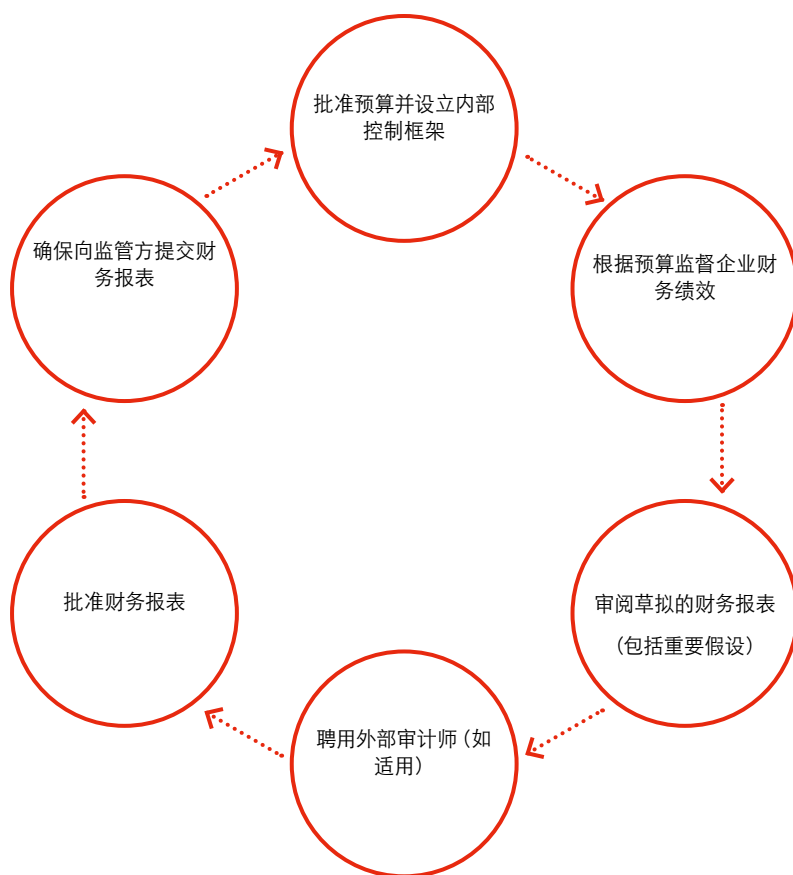 批准预算并设立内部
控制框架
根据预算监督企业财
务绩效
审阅草拟的财务报表
（包括重要假设）
聘用外部审计师（如
适用）
批准财务报表
确保向监管方提交财
务报表